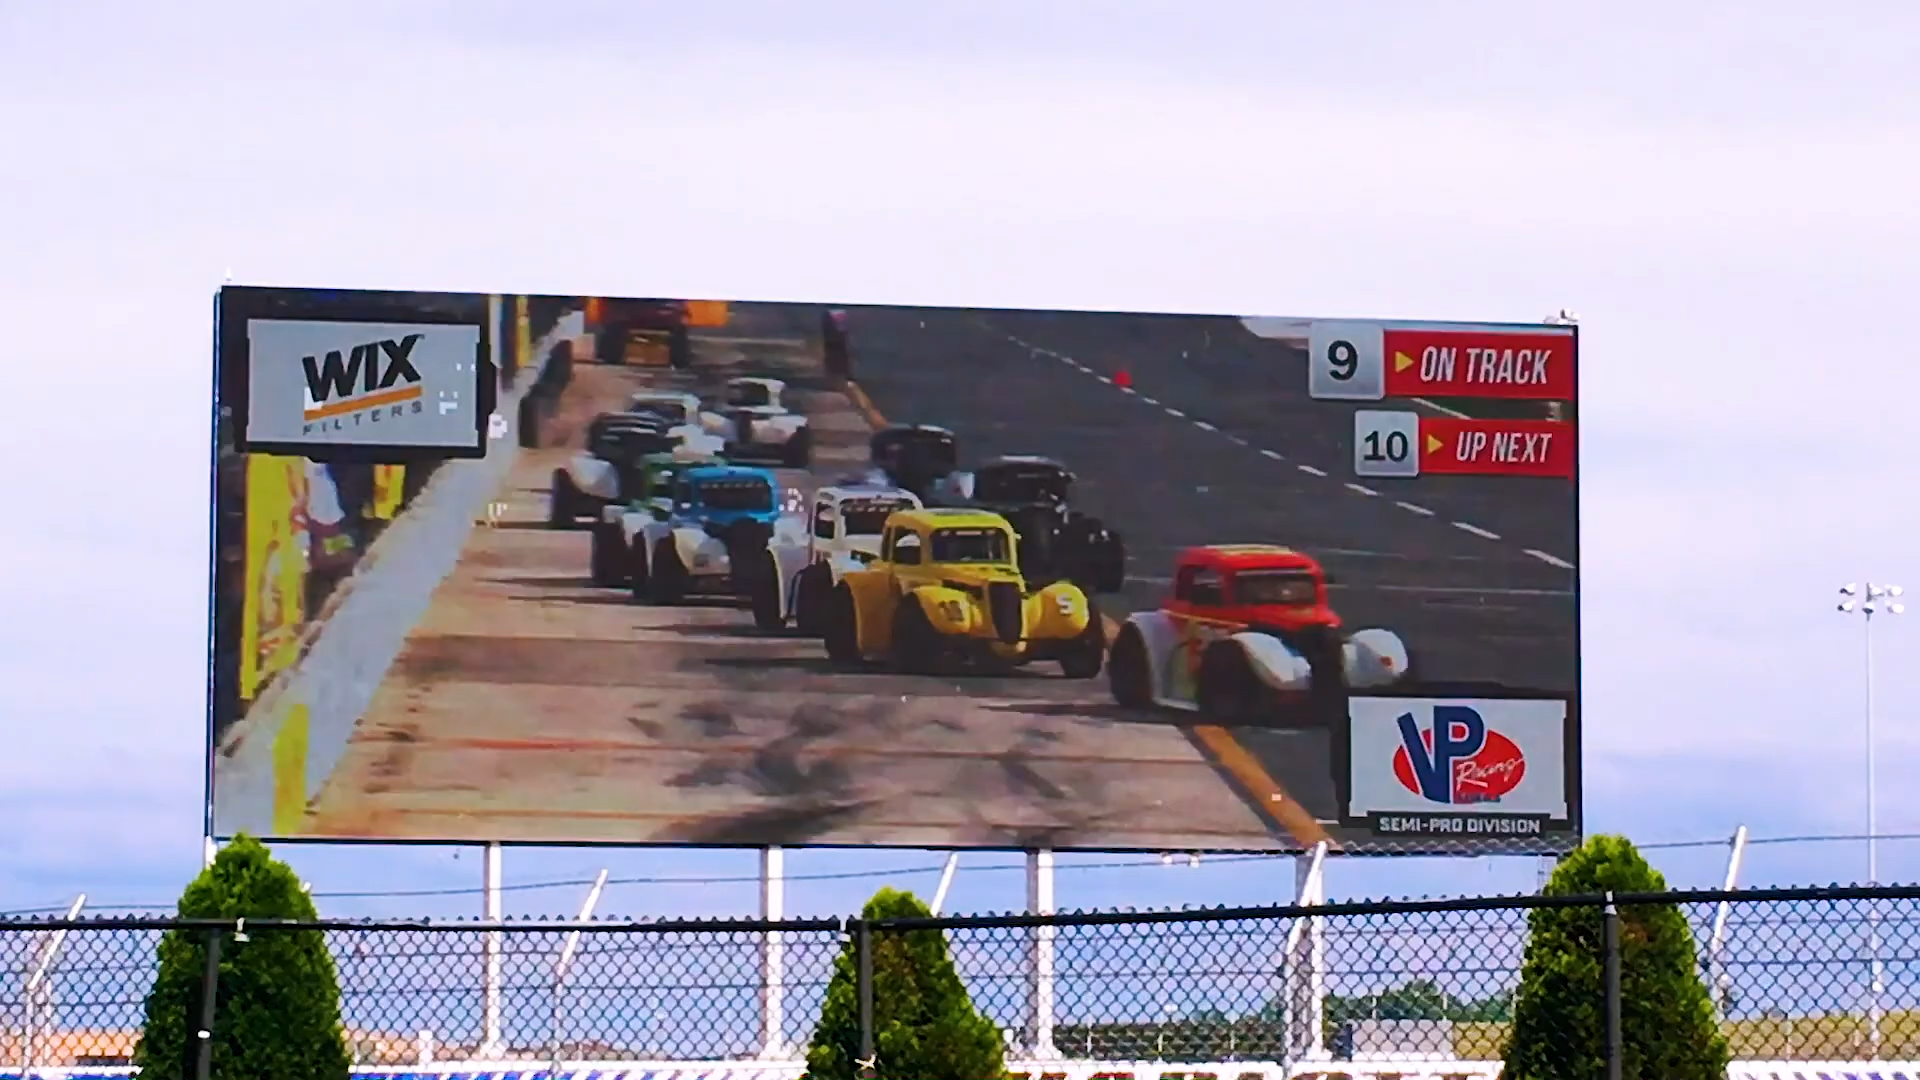 WIX
FILTERS
9 ON TRACK
10 UP NEXT
VP
Racing
SEMI-PRO DIVISION